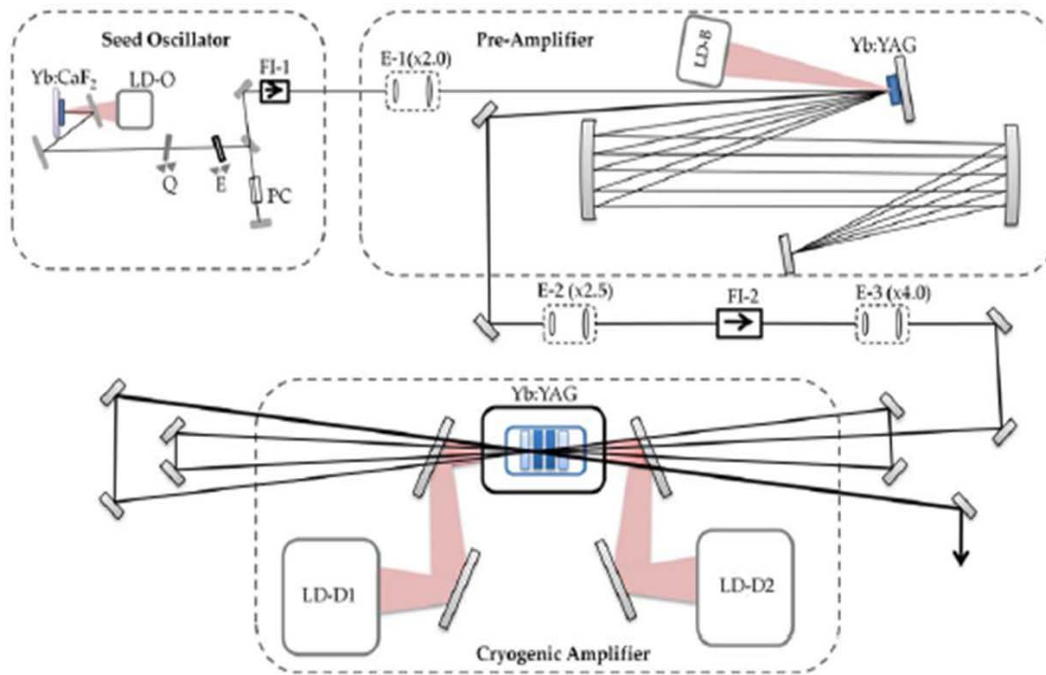 Seed Oscillator
Yb:CaF2
LD-O
FI-1
Q
E
PC
Pre-Amplifier
E-1(x2.0)
LD-B
Yb:YAG
E-2 (x2.5)
FI-2
E-3 (x4.0)
Yb:YAG
LD-D1
LD-D2
Cryogenic Amplifier